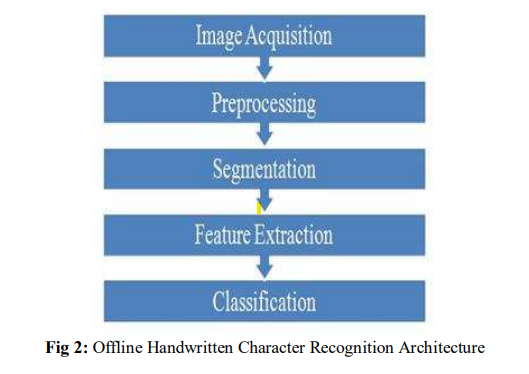 Image Acquisition
Preprocessing
Segmentation
Feature Extraction
Classification
Fig 2: Offline Handwritten Character Recognition Architecture